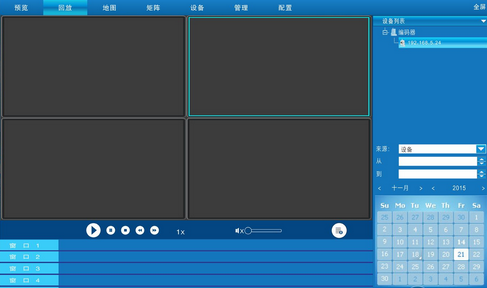 预览 回放 地图 矩阵 设备 管理 配置 全屏
设备列表
编码器
192.168.5.24
来源: 设备
从
到
< 十一月 > < 2015 >
Su Mo Tu We Th Fr Sa
25 26 27 28 29 30 1
2 3 4 5 6 7 8
9 10 11 12 13 14 15
16 17 18 19 20 21 22
23 24 25 26 27 28 29
30 1 2 3 4 5 6
1x
1
2
3
4